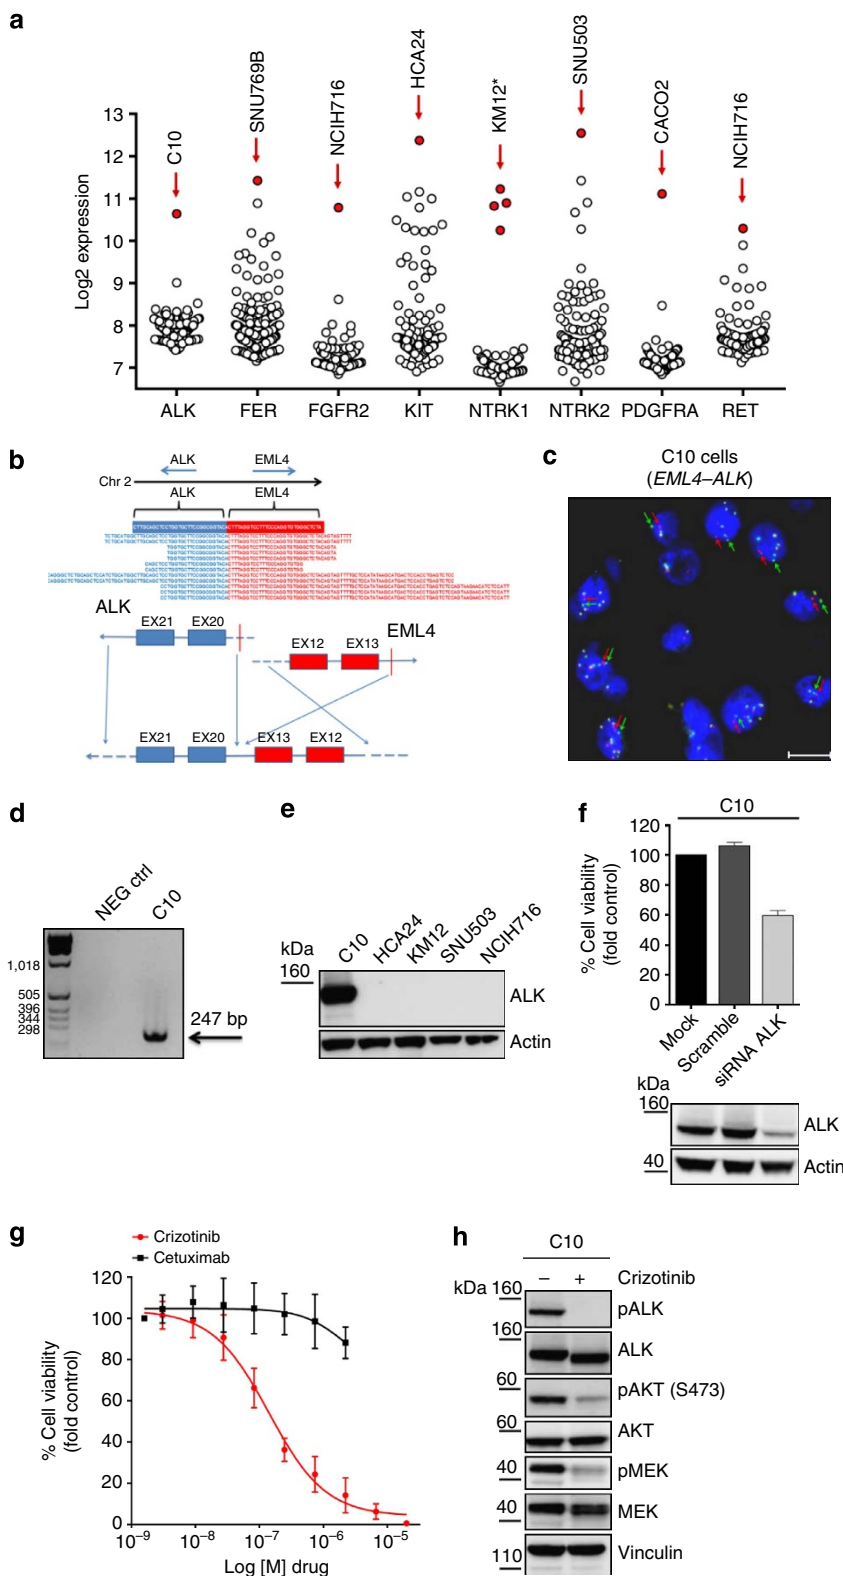 a
C10
SNU769B
NCIH716
HCA24
KM12*
SNU503
CACO2
NCIH716
Log2 expression
13
12
11
10
9
8
7
ALK
FER
FGFR2
KIT
NTRK1
NTRK2
PDGFRA
RET
b
ALK
EML4
Chr 2
ALK
EML4
ALK
EX21
EX20
EX12
EX13
EML4
EX21
EX20
EX13
EX12
c
C10 cells
(EML4–ALK)
d
NEG ctrl
C10
1,018
505
396
344
298
247 bp
e
kDa
160
C10
HCA24
KM12
SNU503
NCIH716
ALK
Actin
f
C10
% Cell viability
(fold control)
120
100
80
60
40
20
0
Mock
Scramble
siRNA ALK
kDa
160
ALK
40
Actin
g
Crizotinib
Cetuximab
% Cell viability
(fold control)
120
100
80
60
40
20
0
10⁻⁹
10⁻⁸
10⁻⁷
10⁻⁶
10⁻⁵
Log [M] drug
h
C10
− + Crizotinib
kDa
160
pALK
160
ALK
60
pAKT (S473)
60
AKT
40
pMEK
40
MEK
110
Vinculin